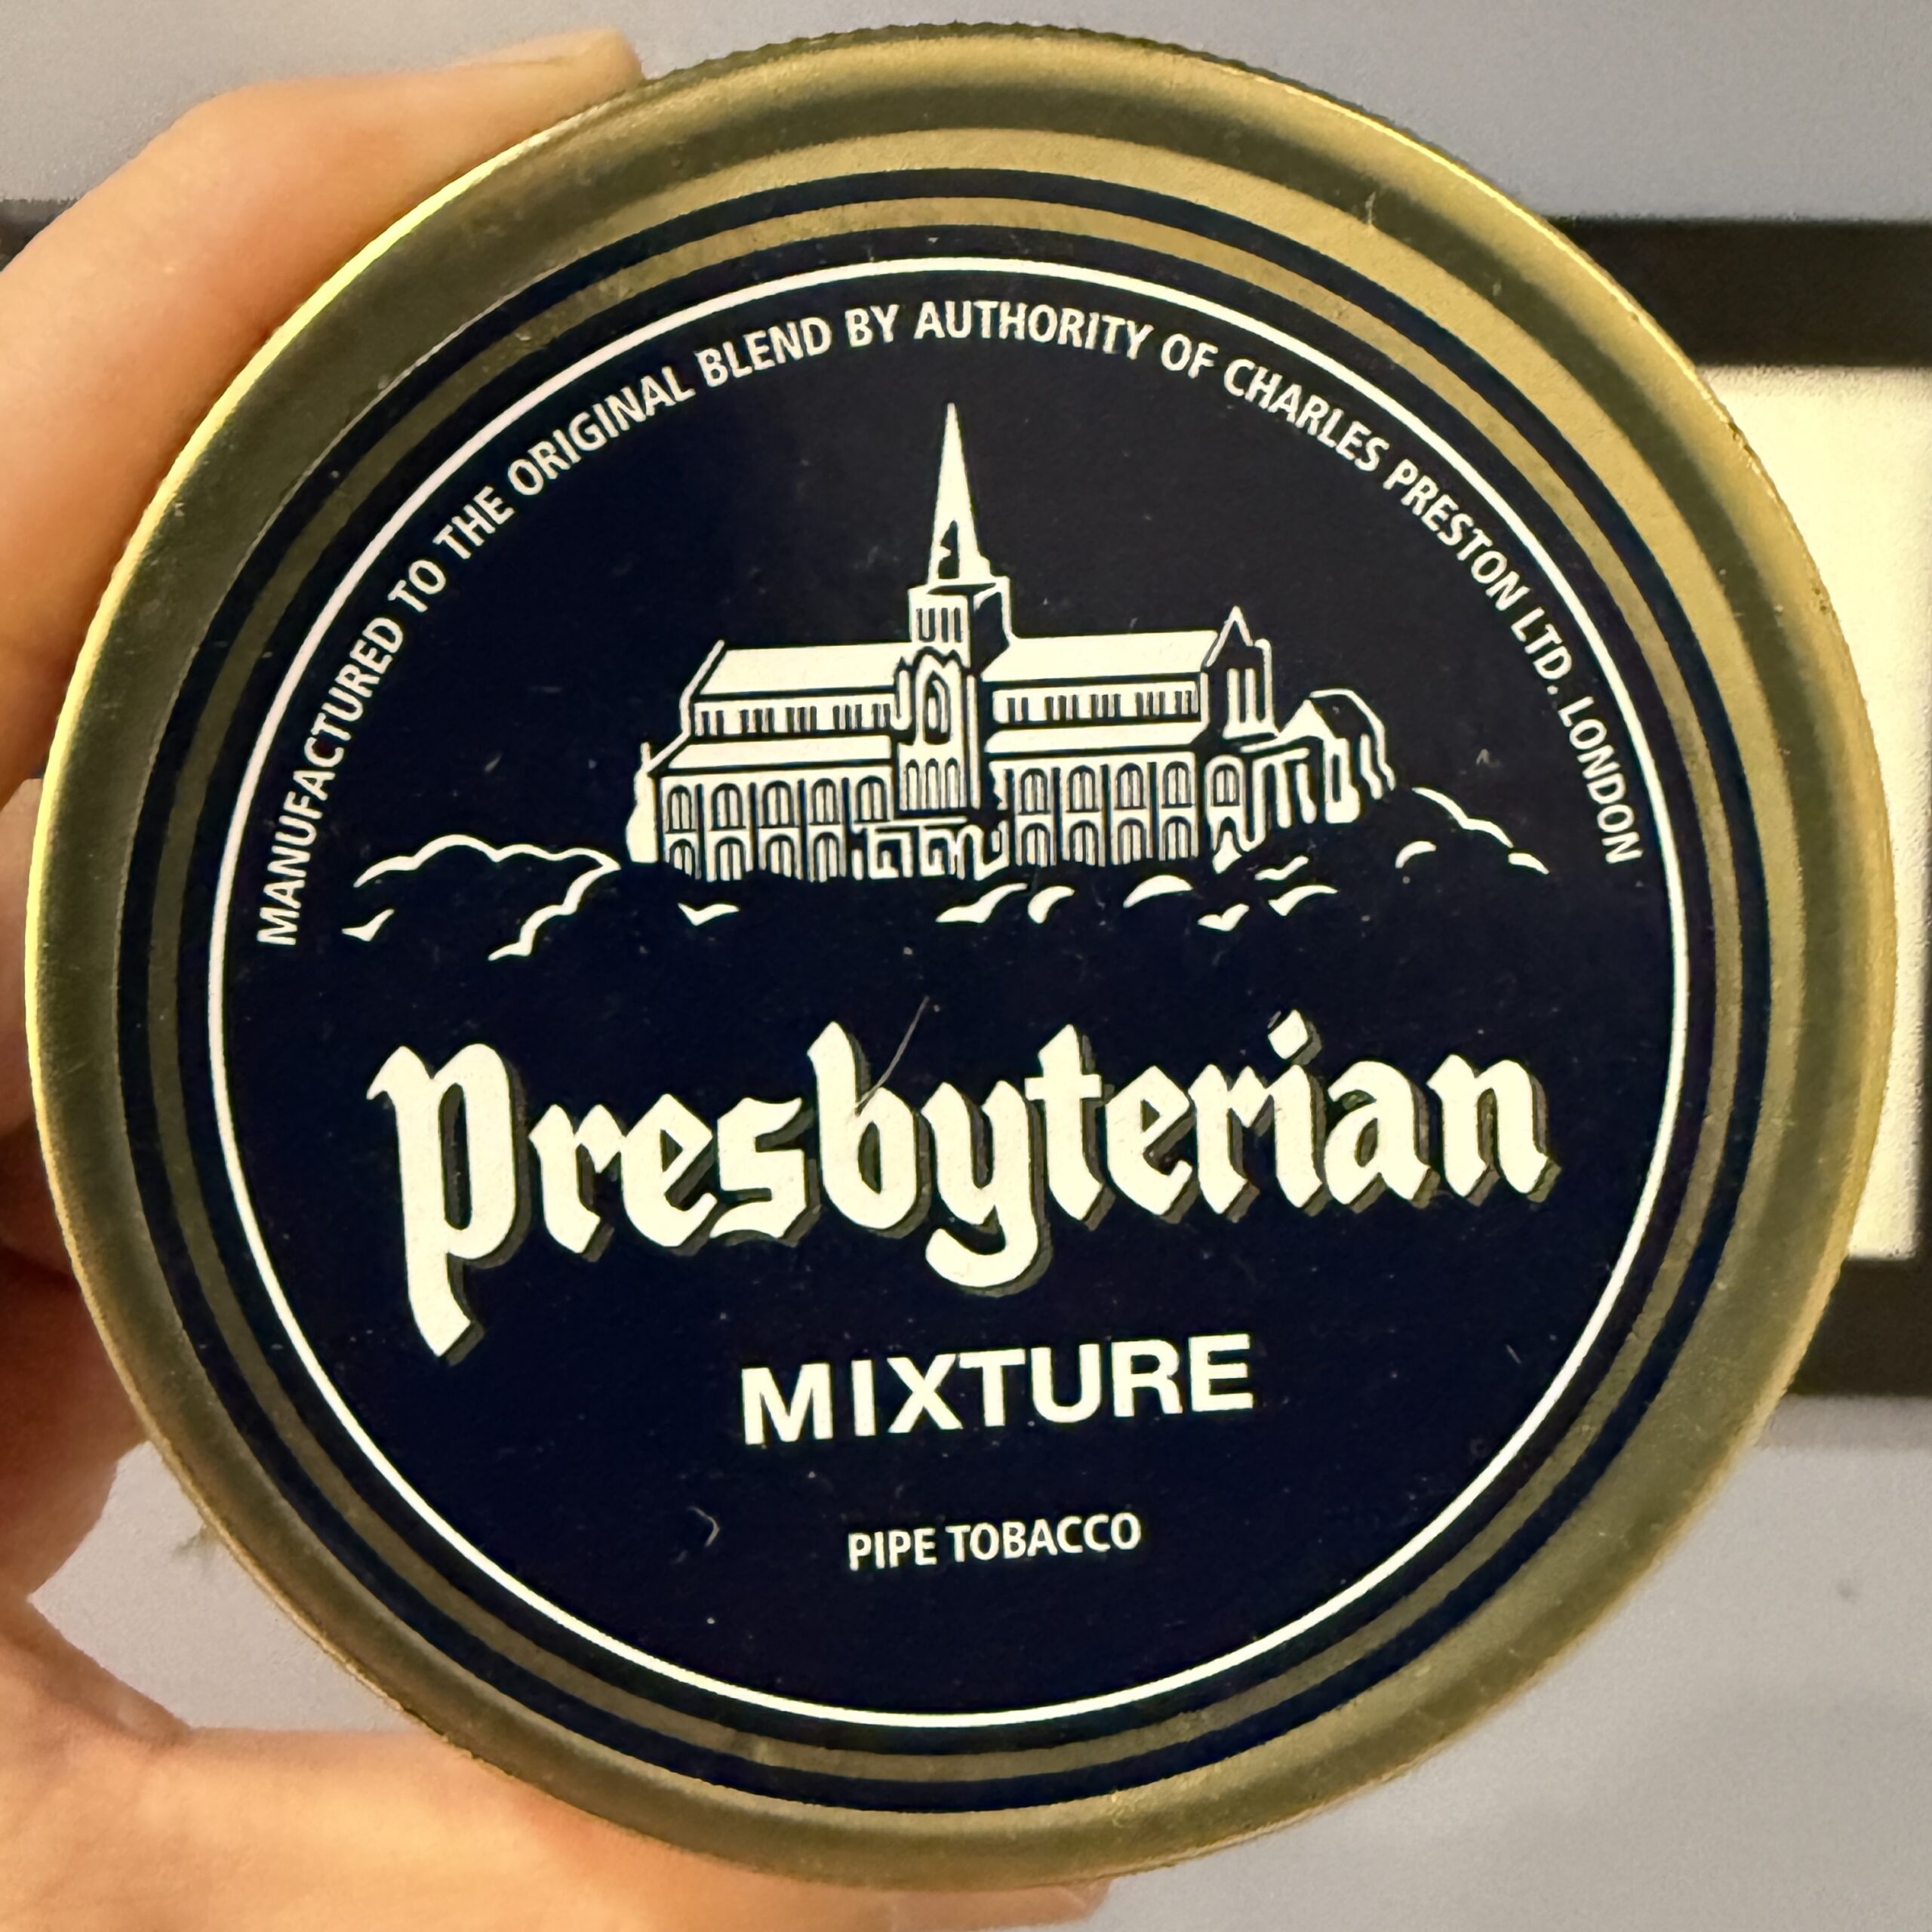 MANUFACTURED TO THE ORIGINAL BLEND BY AUTHORITY OF CHARLES PRESTON LTD. LONDON
Presbyterian
MIXTURE
PIPE TOBACCO